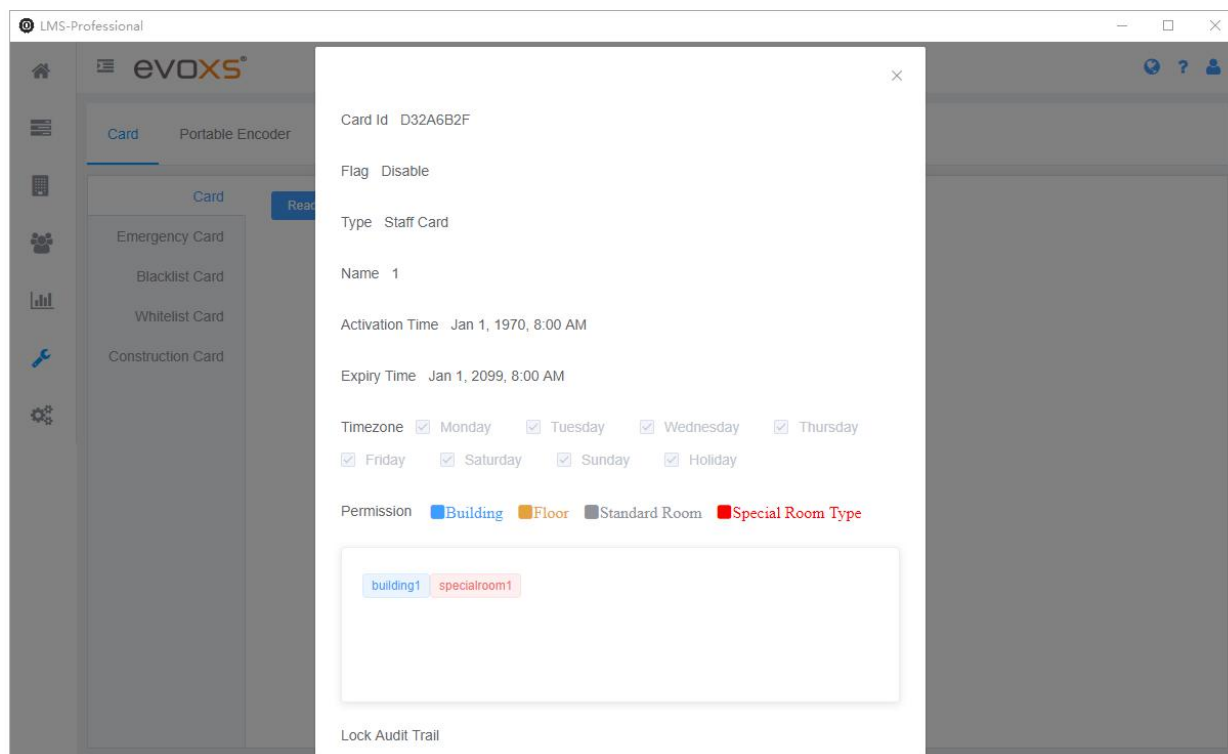 LMS-Professional
evoxs®
Card Portable Encoder
Card
Emergency Card
Blacklist Card
Whitelist Card
Construction Card
Read
Card Id D32A6B2F
Flag Disable
Type Staff Card
Name 1
Activation Time Jan 1, 1970, 8:00 AM
Expiry Time Jan 1, 2099, 8:00 AM
Timezone Monday Tuesday Wednesday Thursday
Friday Saturday Sunday Holiday
Permission Building Floor Standard Room Special Room Type
building1 specialroom1
Lock Audit Trail